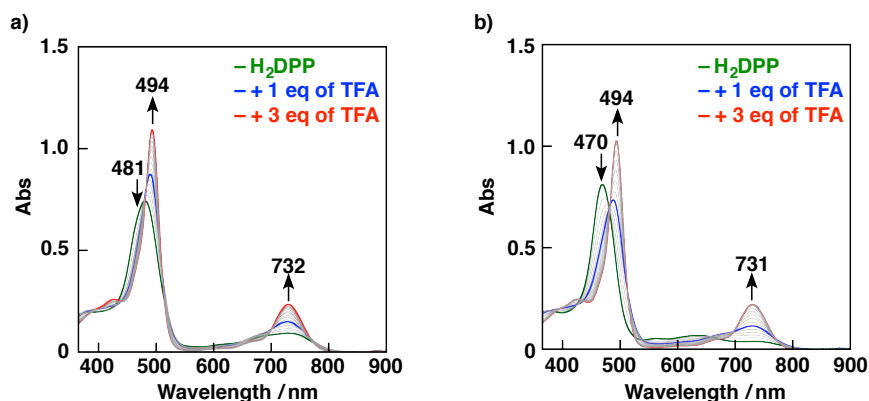 a)
1.5
1.0
0.5
0
Abs
400 500 600 700 800 900
Wavelength / nm
– H₂DPP
– + 1 eq of TFA
– + 3 eq of TFA
494
481
732
b)
1.5
1.0
0.5
0
Abs
400 500 600 700 800 900
Wavelength / nm
– H₂DPP
– + 1 eq of TFA
– + 3 eq of TFA
494
470
731